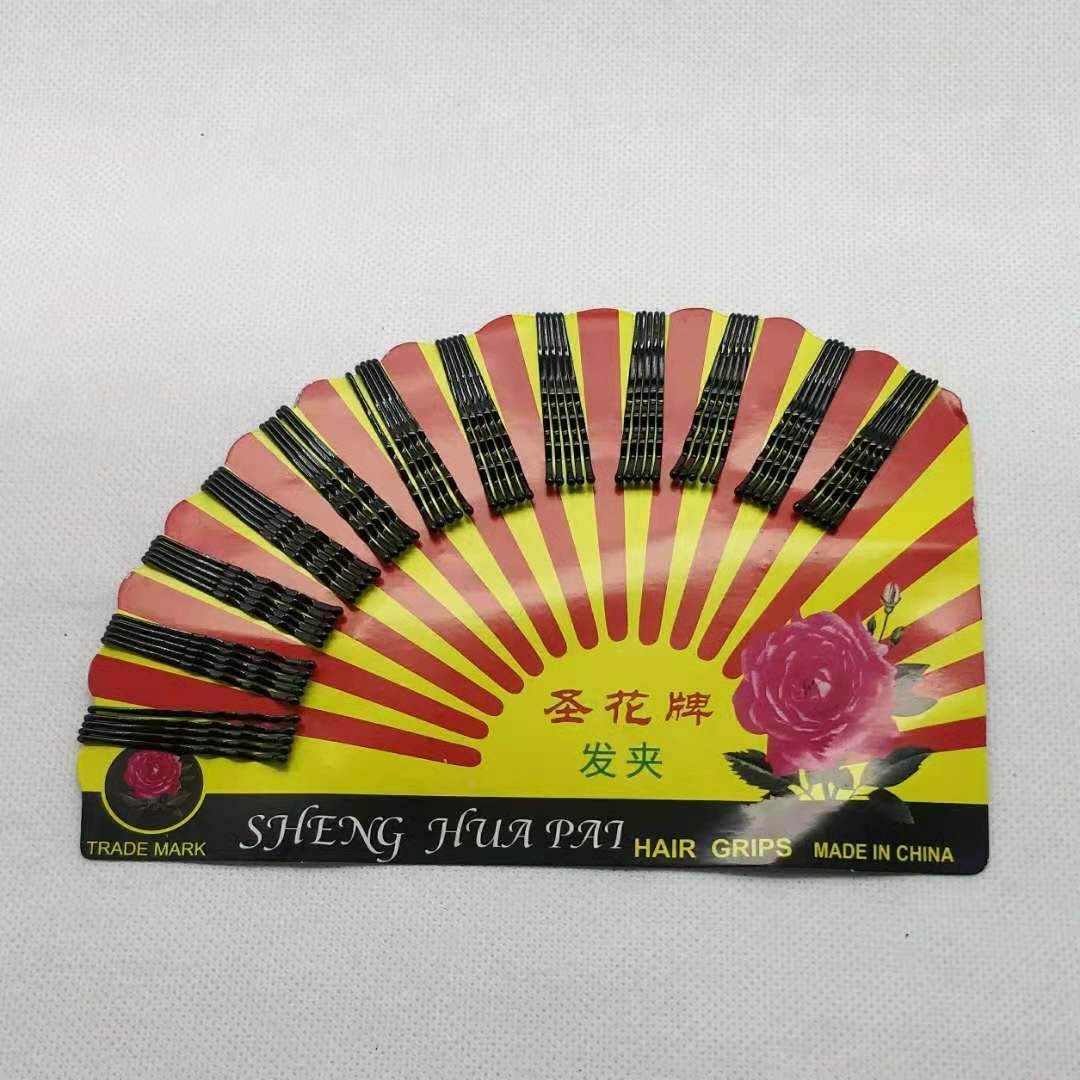 圣花牌
发夹
TRADE MARK SHENG HUA PAI HAIR GRIPS MADE IN CHINA